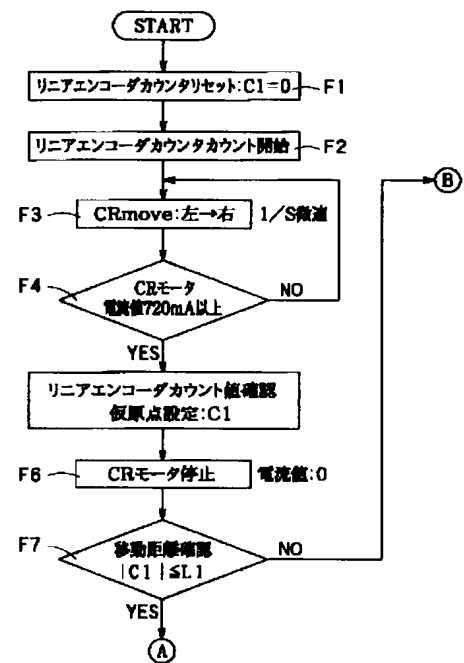 START
リニアエンコーダカウンタリセット:C1=0
F1
リニアエンコーダカウンタカウント開始
F2
B
F3
CRmove:左→右
1/S微速
F4
CRモータ
電流値720mA以上
NO
YES
リニアエンコーダカウント値確認
仮原点設定:C1
F6
CRモータ停止
電流値:0
F7
移動距離確認
|C1|≦L1
NO
YES
A